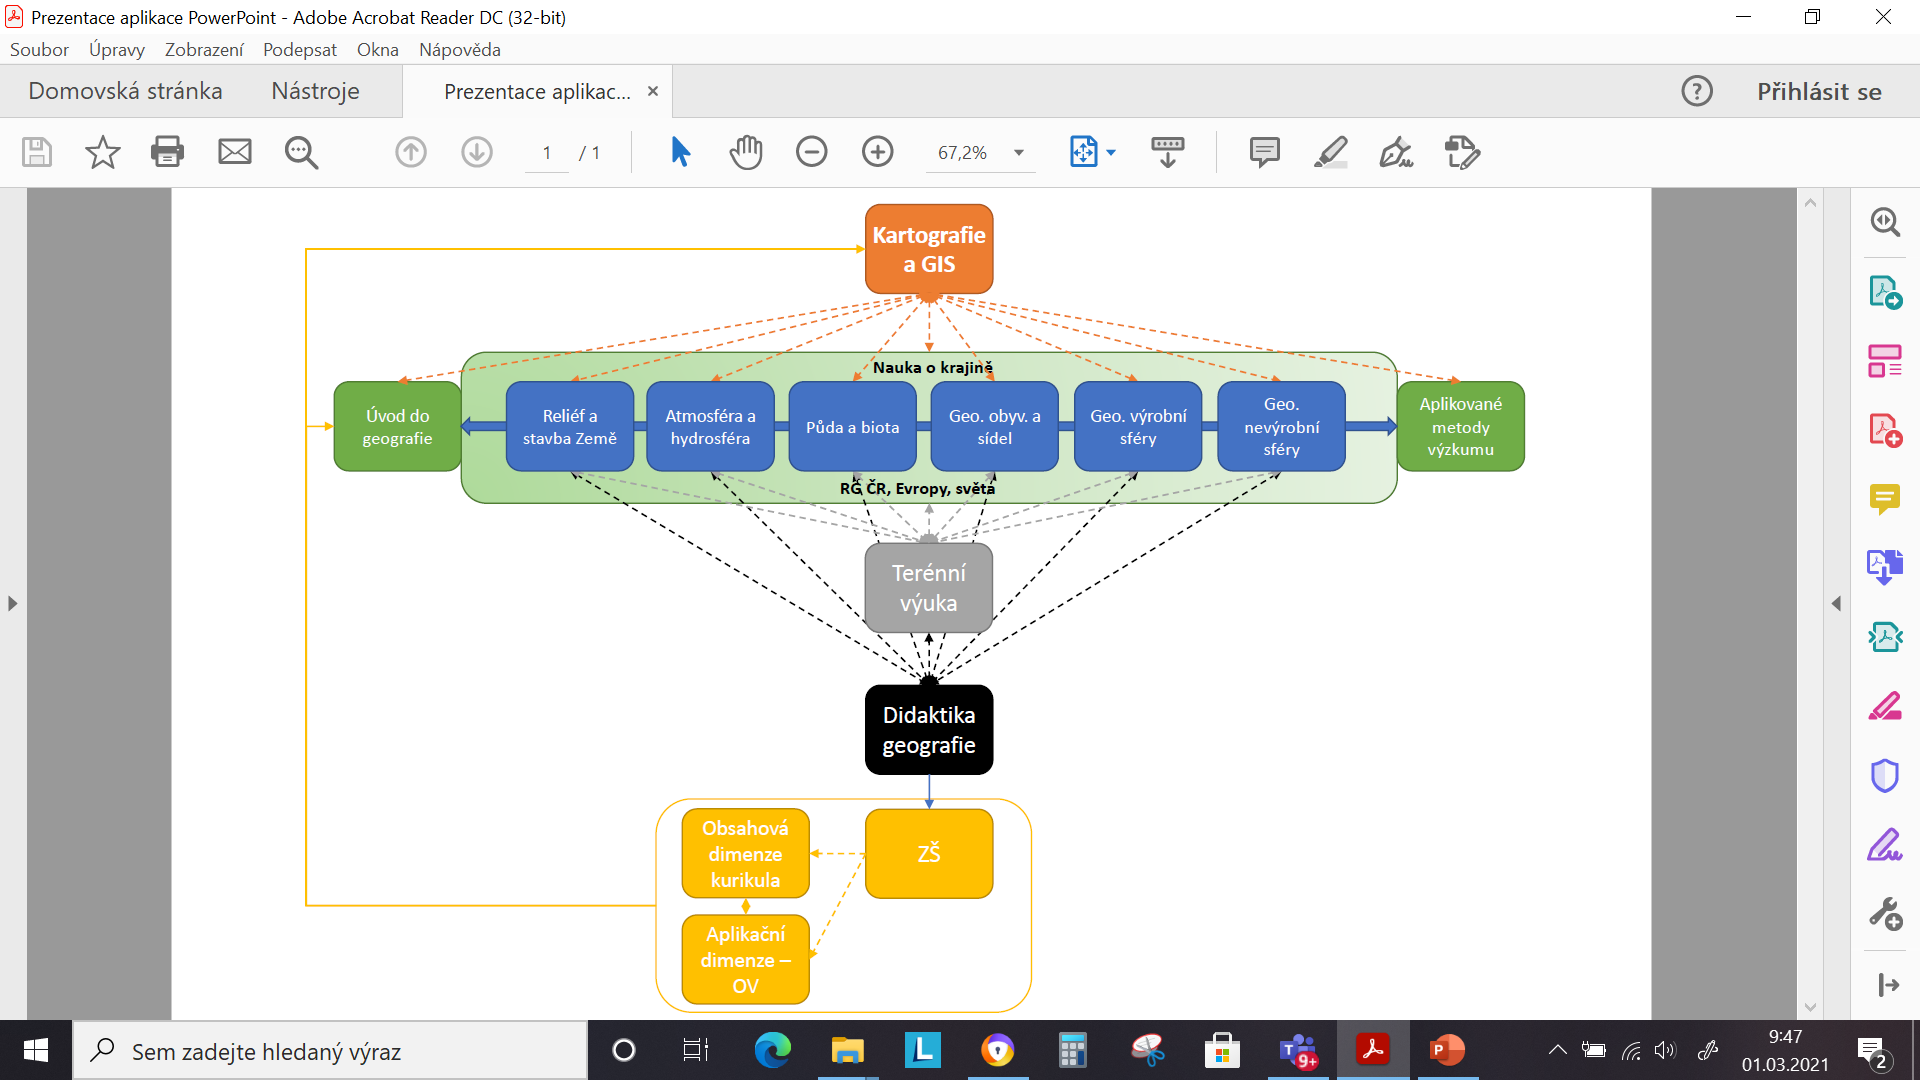 Prezentace aplikace PowerPoint - Adobe Acrobat Reader DC (32-bit)
Soubor Úpravy Zobrazení Podepsat Okna Nápověda
Domovská stránka Nástroje Prezentace aplikac... × ? Přihlásit se
1 / 1 67,2%
Kartografie
a GIS
Nauka o krajině
Úvod do
geografie
Reliéf a
stavba Země
Atmosféra a
hydrosféra
Půda a biota
Geo. obyv. a
sídel
Geo. výrobní
sféry
Geo.
nevýrobní
sféry
Aplikované
metody
výzkumu
RG ČR, Evropy, světa
Terénní
výuka
Didaktika
geografie
Obsahová
dimenze
kurikula
ZŠ
Aplikační
dimenze –
OV
Sem zadejte hledaný výraz
L
T
9+
P
9:47
01.03.2021
2